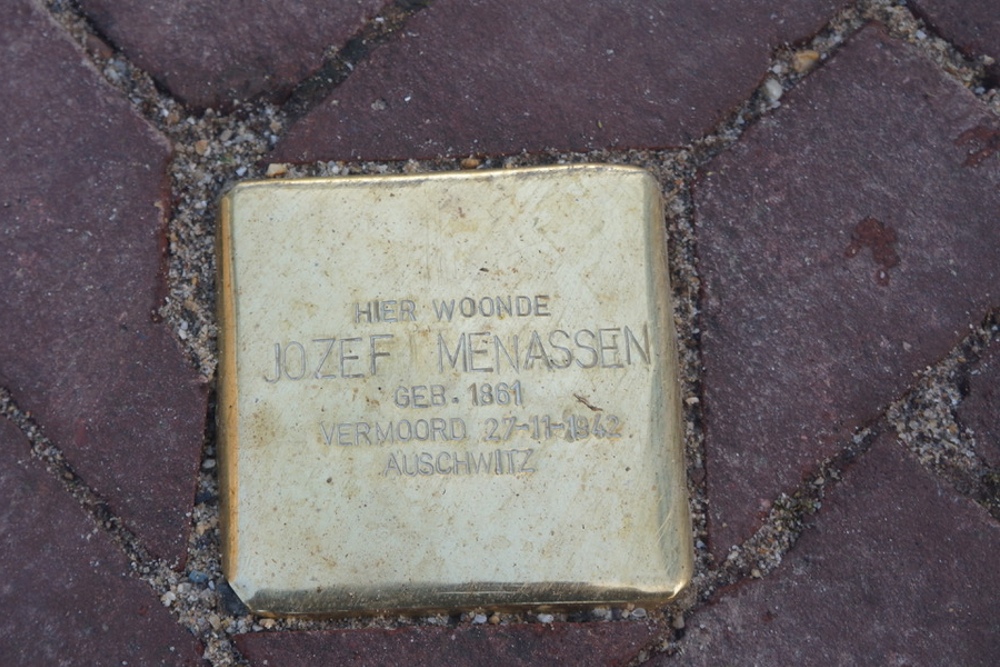 HIER WOONDE
JOZEF MENASSEN
GEB. 1861
VERMOORD 27-11-1942
AUSCHWITZ